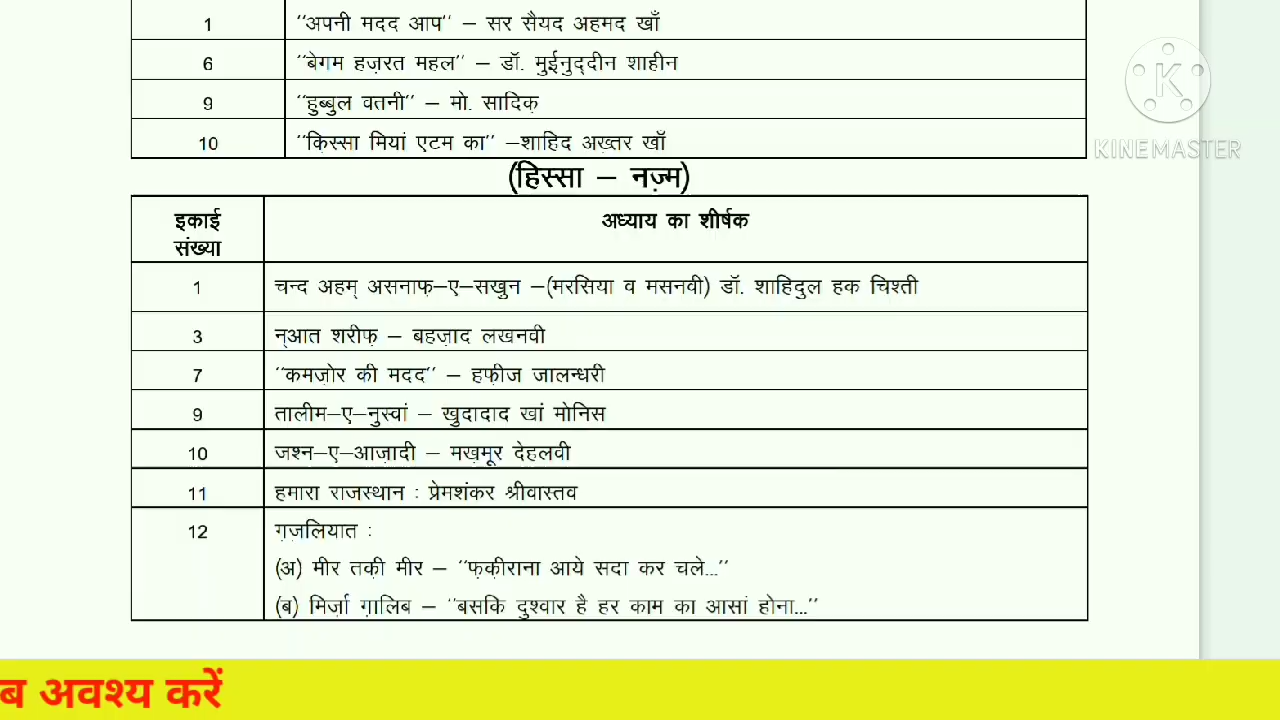 1 "अपनी मदद आप" – सर सैयद अहमद खाँ
6 "बेगम हज़रत महल" – डॉ. मुईनुद्दीन शाहीन
9 "हुब्बुल वतनी" – मो. सादिक़
10 "क़िस्सा मियां एटम का" –शाहिद अख़्तर खाँ
(हिस्सा – नज़्म)
इकाई संख्या अध्याय का शीर्षक
1 चन्द अहम् असनाफ़–ए–सखुन –(मरसिया व मसनवी) डॉ. शाहिदुल हक चिश्ती
3 न्आत शरीफ़ – बहज़ाद लखनवी
7 "कमज़ोर की मदद" – हफ़ीज जालन्धरी
9 तालीम–ए–नुस्वां – खुदादाद खां मोनिस
10 जश्न–ए–आज़ादी – मख़मूर देहलवी
11 हमारा राजस्थान : प्रेमशंकर श्रीवास्तव
12 ग़ज़लियात :
(अ) मीर तक़ी मीर – "फ़क़ीराना आये सदा कर चले..."
(ब) मिर्ज़ा ग़ालिब – "बसकि दुश्वार है हर काम का आसां होना..."
K
KINEMASTER
ब अवश्य करें